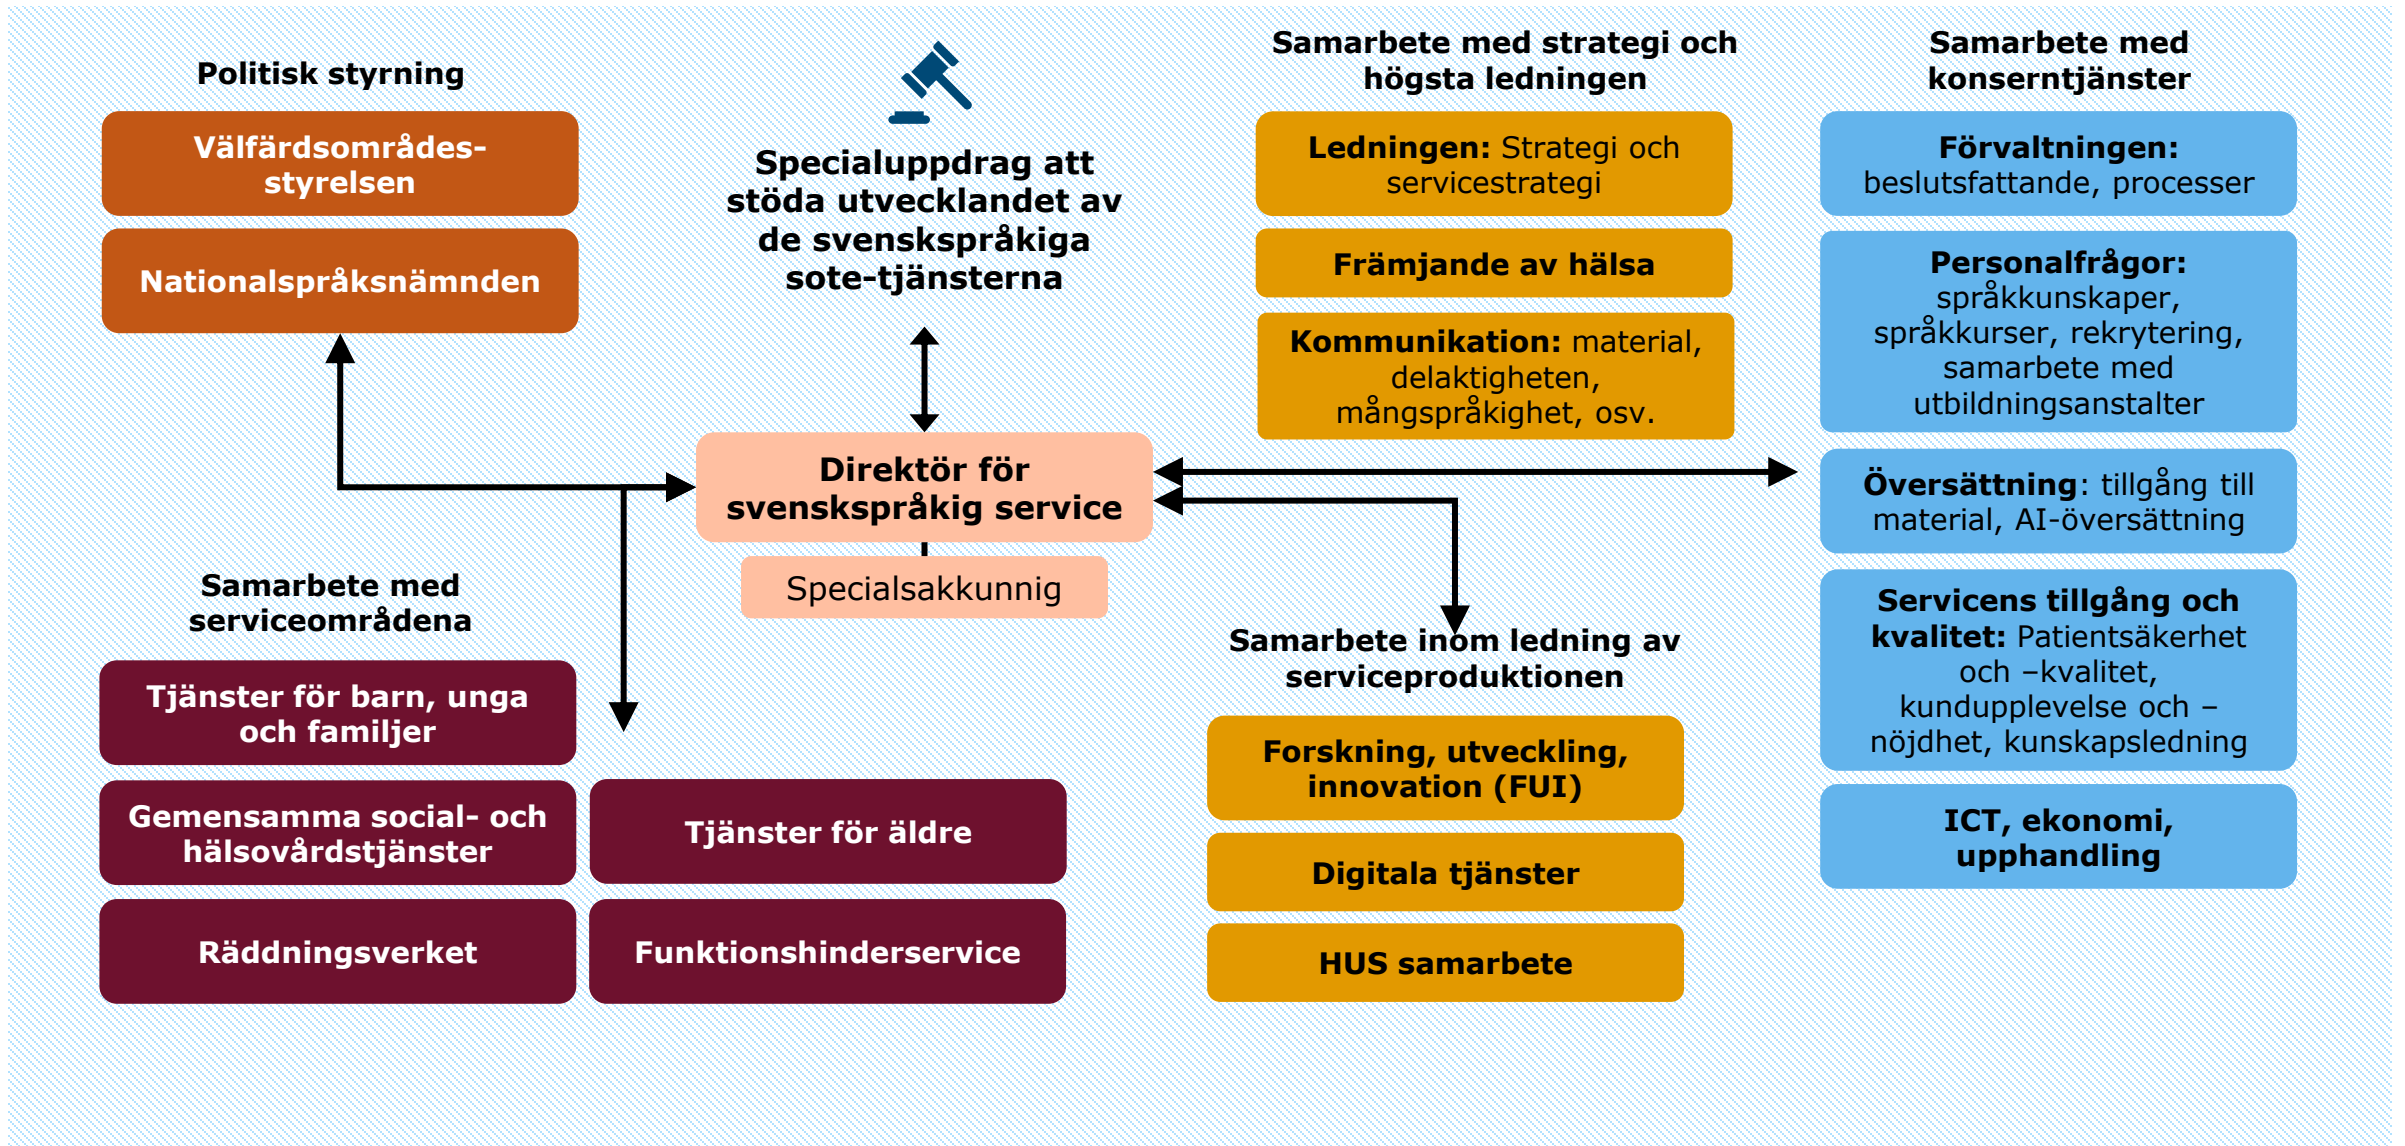 Politisk styrning
Välfärdsområdes-
styrelsen
Nationalspråksnämnden
Specialuppdrag att
stöda utvecklandet av
de svenskspråkiga
sote-tjänsterna
Samarbete med strategi och
högsta ledningen
Ledningen: Strategi och
servicestrategi
Främjande av hälsa
Kommunikation: material,
delaktigheten,
mångspråkighet, osv.
Samarbete med
konserntjänster
Förvaltningen:
beslutsfattande, processer
Personalfrågor:
språkkunskaper,
språkkurser, rekrytering,
samarbete med
utbildningsanstalter
Översättning: tillgång till
material, AI-översättning
Servicens tillgång och
kvalitet: Patientsäkerhet
och –kvalitet,
kundupplevelse och –
nöjdhet, kunskapsledning
ICT, ekonomi,
upphandling
Direktör för
svenskspråkig service
Specialsakkunnig
Samarbete med
serviceområdena
Tjänster för barn, unga
och familjer
Gemensamma social- och
hälsovårdstjänster
Räddningsverket
Tjänster för äldre
Funktionshinderservice
Samarbete inom ledning av
serviceproduktionen
Forskning, utveckling,
innovation (FUI)
Digitala tjänster
HUS samarbete